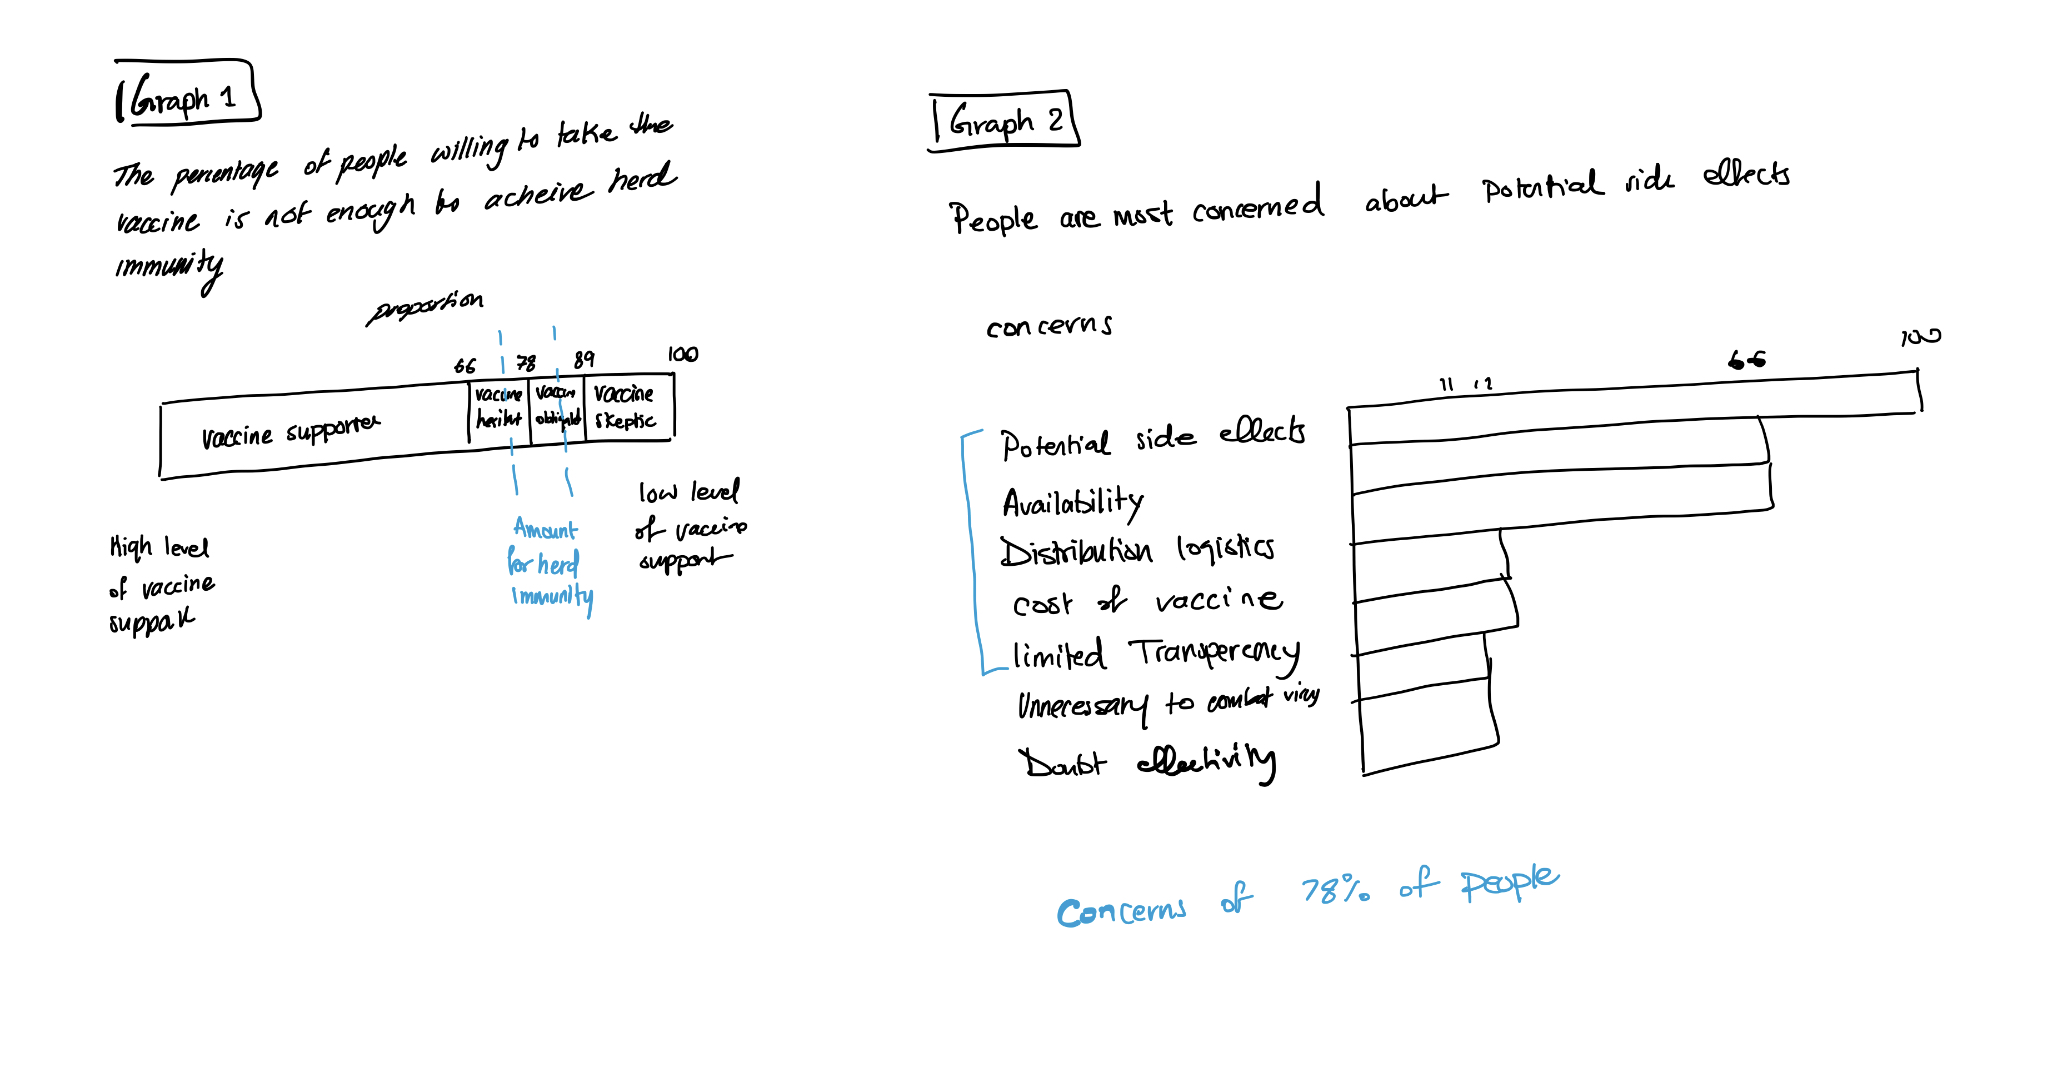 Graph 1
The percentage of people willing to take the
vaccine is not enough to acheive herd
immunity
proportion
66 78 89 100
vaccine supporter
vaccine
vaccine
skeptic
High level
of vaccine
support
Amount
for herd
immunity
low level
of vaccine
support
Graph 2
People are most concerned about Potential side effects
concerns
11 12 66 100
Potential side effects
Availability
Distribution logistics
cost of vaccine
limited Transperency
Unnecessary to combat
Doubt effectivity
Concerns of 78% of people